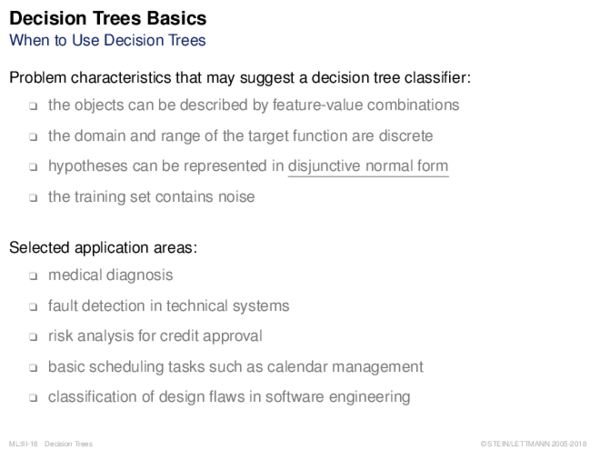 Decision Trees Basics
When to Use Decision Trees
Problem characteristics that may suggest a decision tree classifier:
❑ the objects can be described by feature-value combinations
❑ the domain and range of the target function are discrete
❑ hypotheses can be represented in disjunctive normal form
❑ the training set contains noise
Selected application areas:
❑ medical diagnosis
❑ fault detection in technical systems
❑ risk analysis for credit approval
❑ basic scheduling tasks such as calendar management
❑ classification of design flaws in software engineering
ML:III-18 Decision Trees © STEIN/LETTMANN 2005-2018